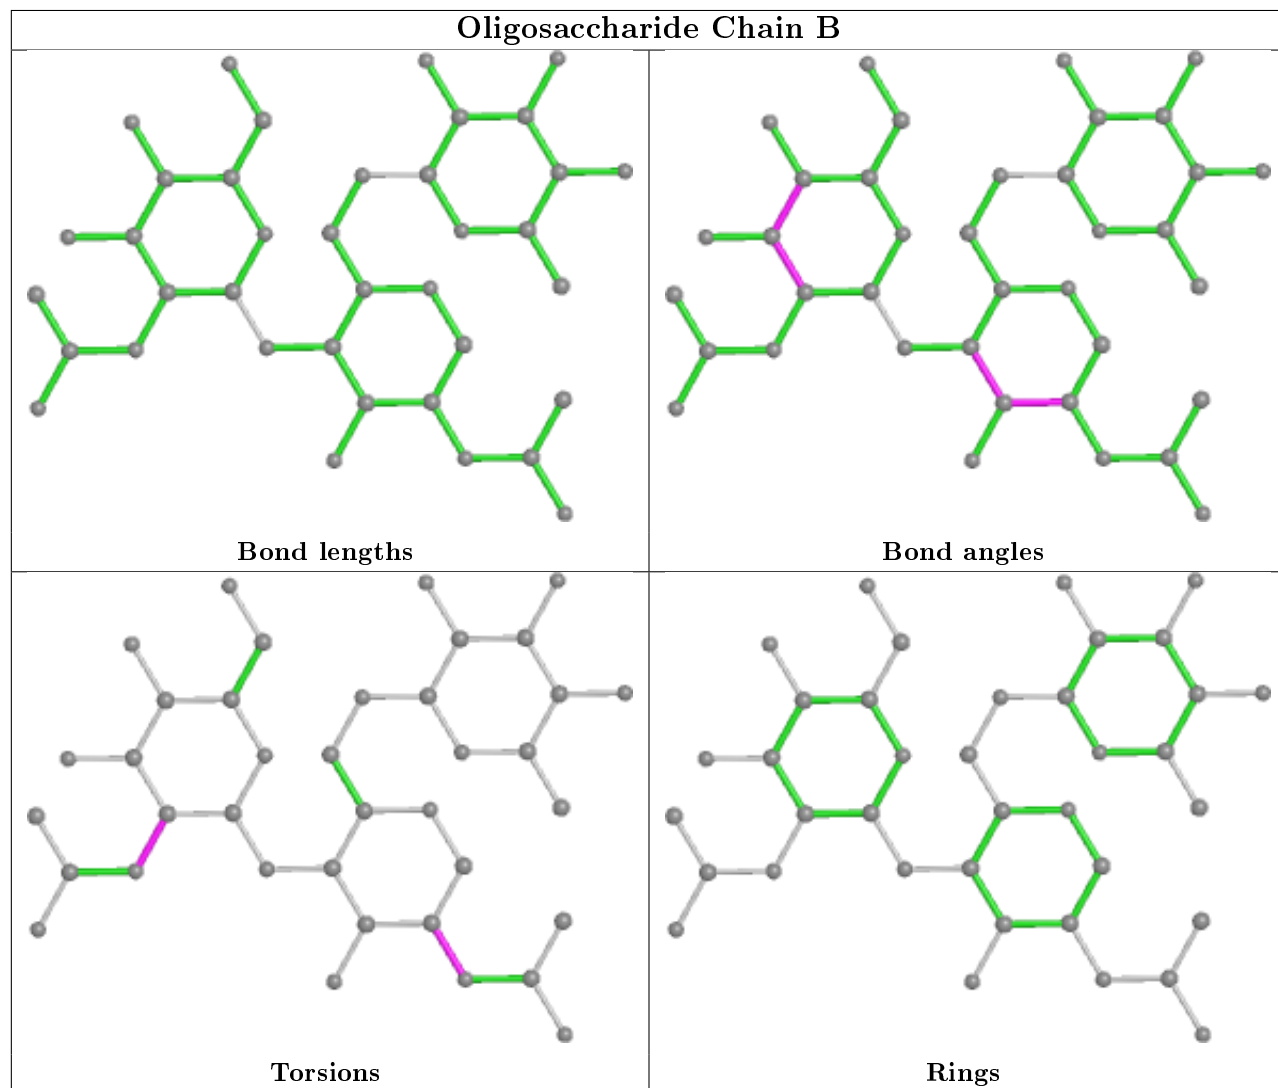 Oligosaccharide Chain B
Bond lengths
Bond angles
Torsions
Rings